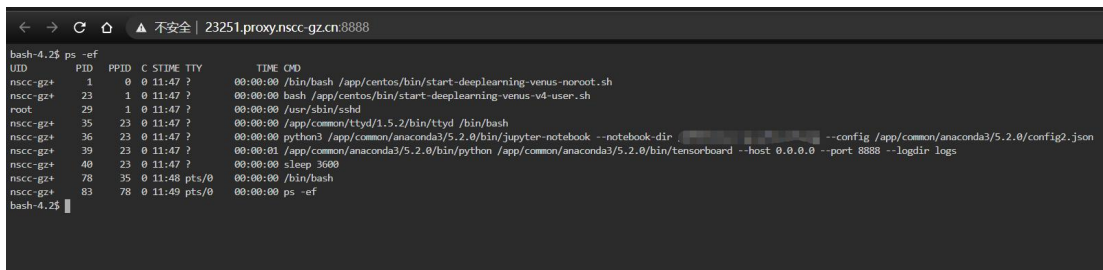 不安全 | 23251.proxy.nscc-gz.cn:8888
bash-4.2$ ps -ef
UID PID PPID C STIME TTY TIME CMD
nscc-gz+ 1 0 0 11:47 ? 00:00:00 /bin/bash /app/centos/bin/start-deeplearning-venus-noroot.sh
nscc-gz+ 23 1 0 11:47 ? 00:00:00 bash /app/centos/bin/start-deeplearning-venus-v4-user.sh
root 29 1 0 11:47 ? 00:00:00 /usr/sbin/sshd
nscc-gz+ 35 23 0 11:47 ? 00:00:00 /app/common/ttyd/1.5.2/bin/ttyd /bin/bash
nscc-gz+ 36 23 0 11:47 ? 00:00:00 python3 /app/common/anaconda3/5.2.0/bin/jupyter-notebook --notebook-dir --config /app/common/anaconda3/5.2.0/config2.json
nscc-gz+ 39 23 0 11:47 ? 00:00:01 /app/common/anaconda3/5.2.0/bin/python /app/common/anaconda3/5.2.0/bin/tensorboard --host 0.0.0.0 --port 8888 --logdir logs
nscc-gz+ 40 23 0 11:47 ? 00:00:00 sleep 3600
nscc-gz+ 78 35 0 11:48 pts/0 00:00:00 /bin/bash
nscc-gz+ 83 78 0 11:49 pts/0 00:00:00 ps -ef
bash-4.2$